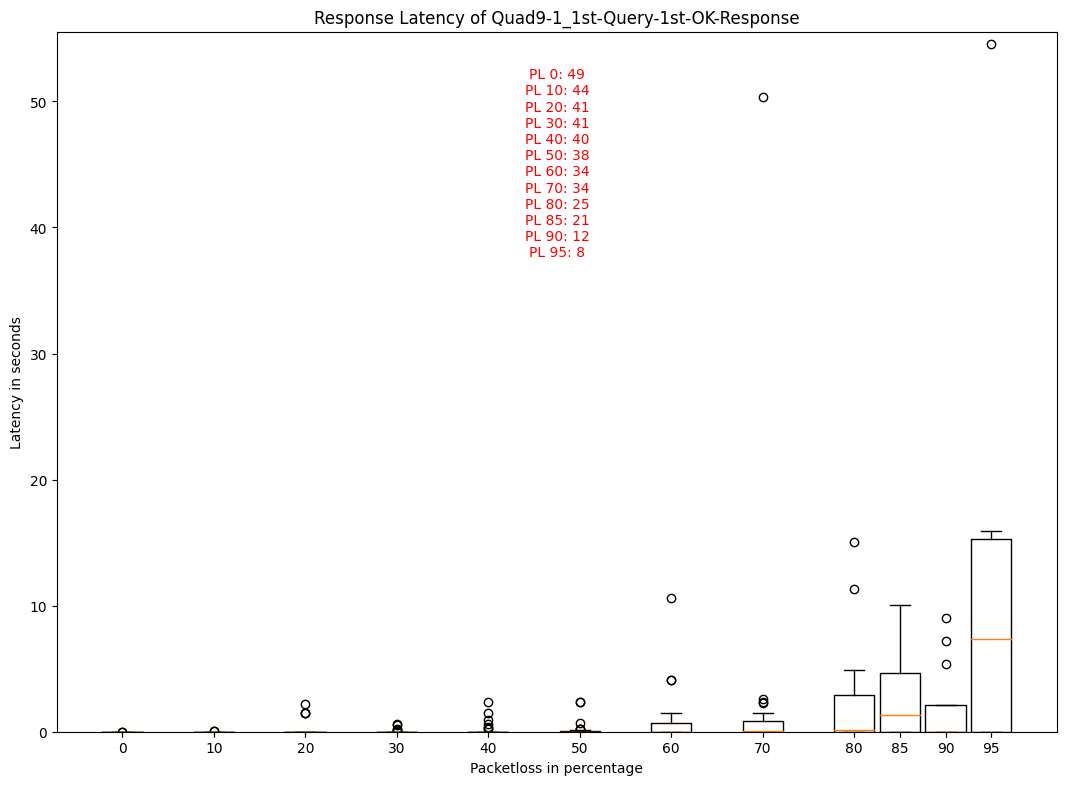 Response Latency of Quad9-1_1st-Query-1st-OK-Response
PL 0: 49
PL 10: 44
PL 20: 41
PL 30: 41
PL 40: 40
PL 50: 38
PL 60: 34
PL 70: 34
PL 80: 25
PL 85: 21
PL 90: 12
PL 95: 8
Latency in seconds
50
40
30
20
10
0
0 10 20 30 40 50 60 70 80 85 90 95
Packetloss in percentage